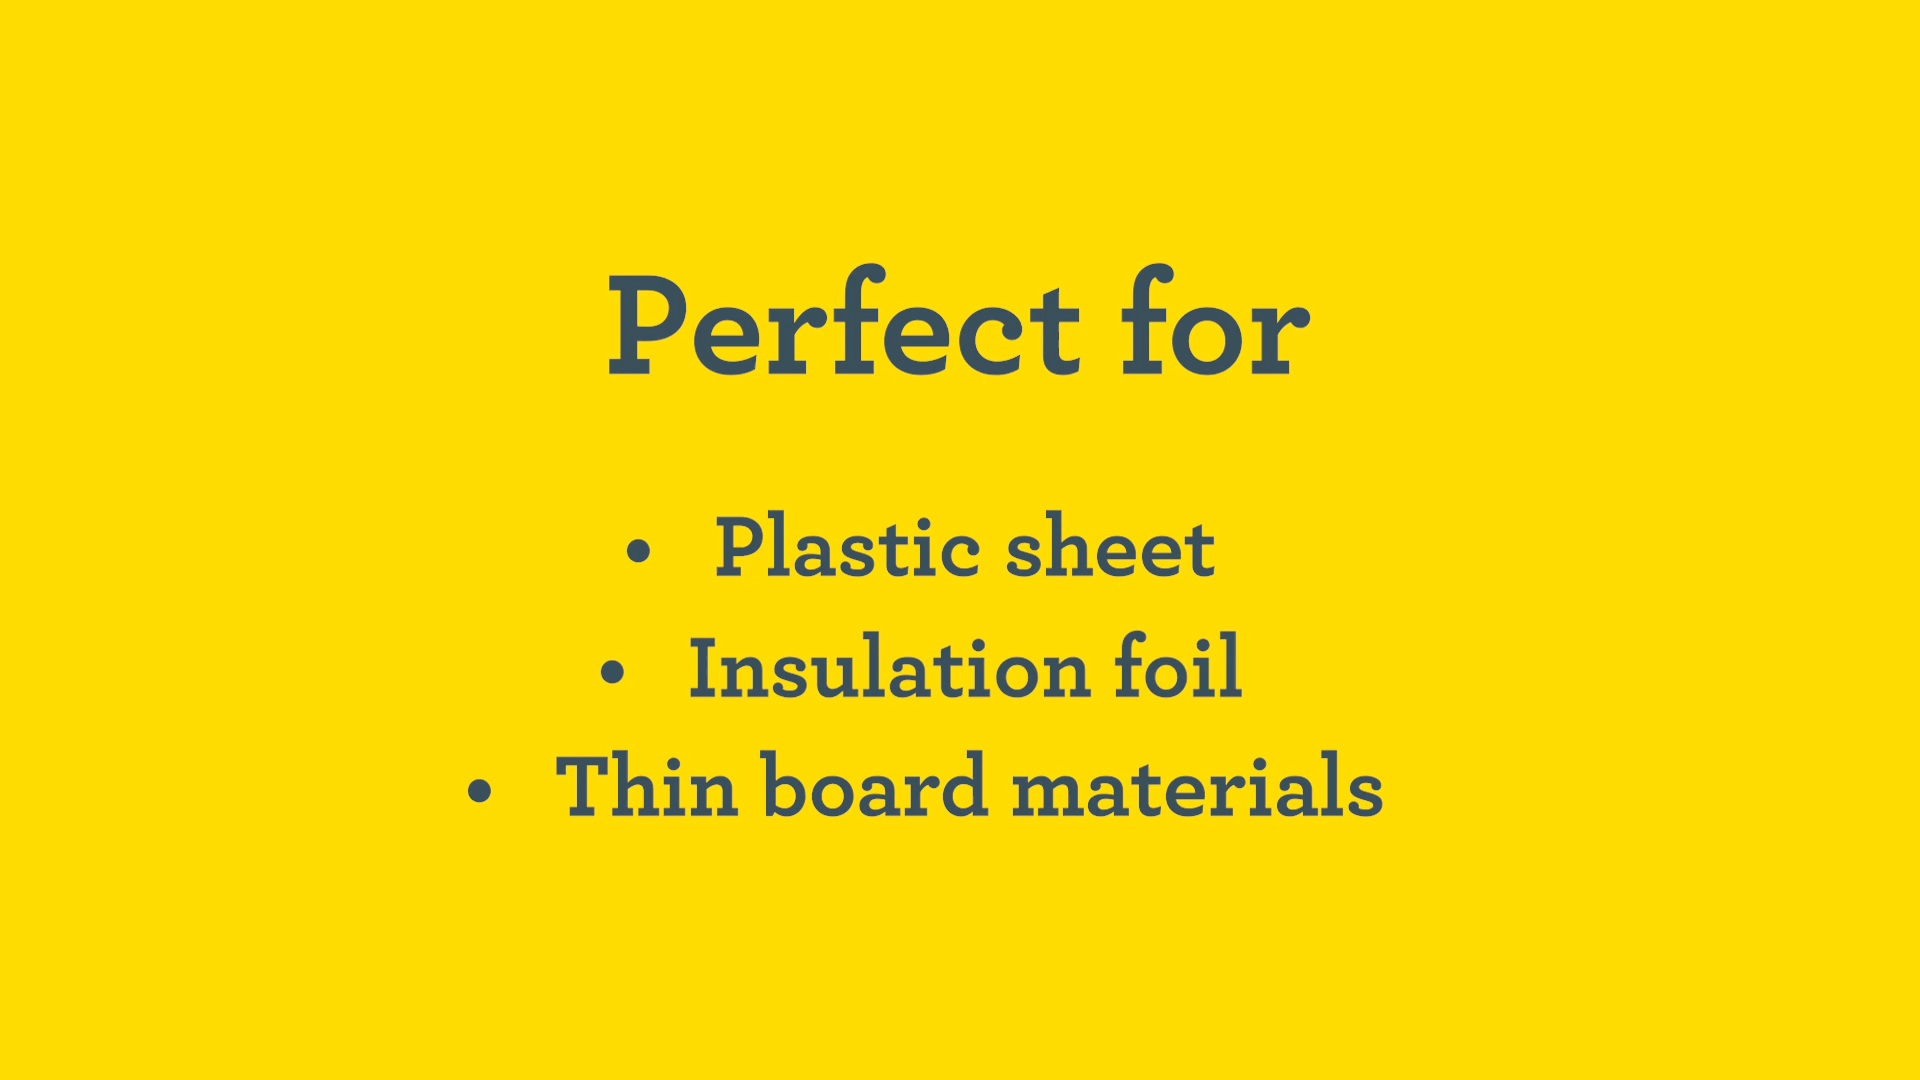 Perfect for
• Plastic sheet
• Insulation foil
• Thin board materials